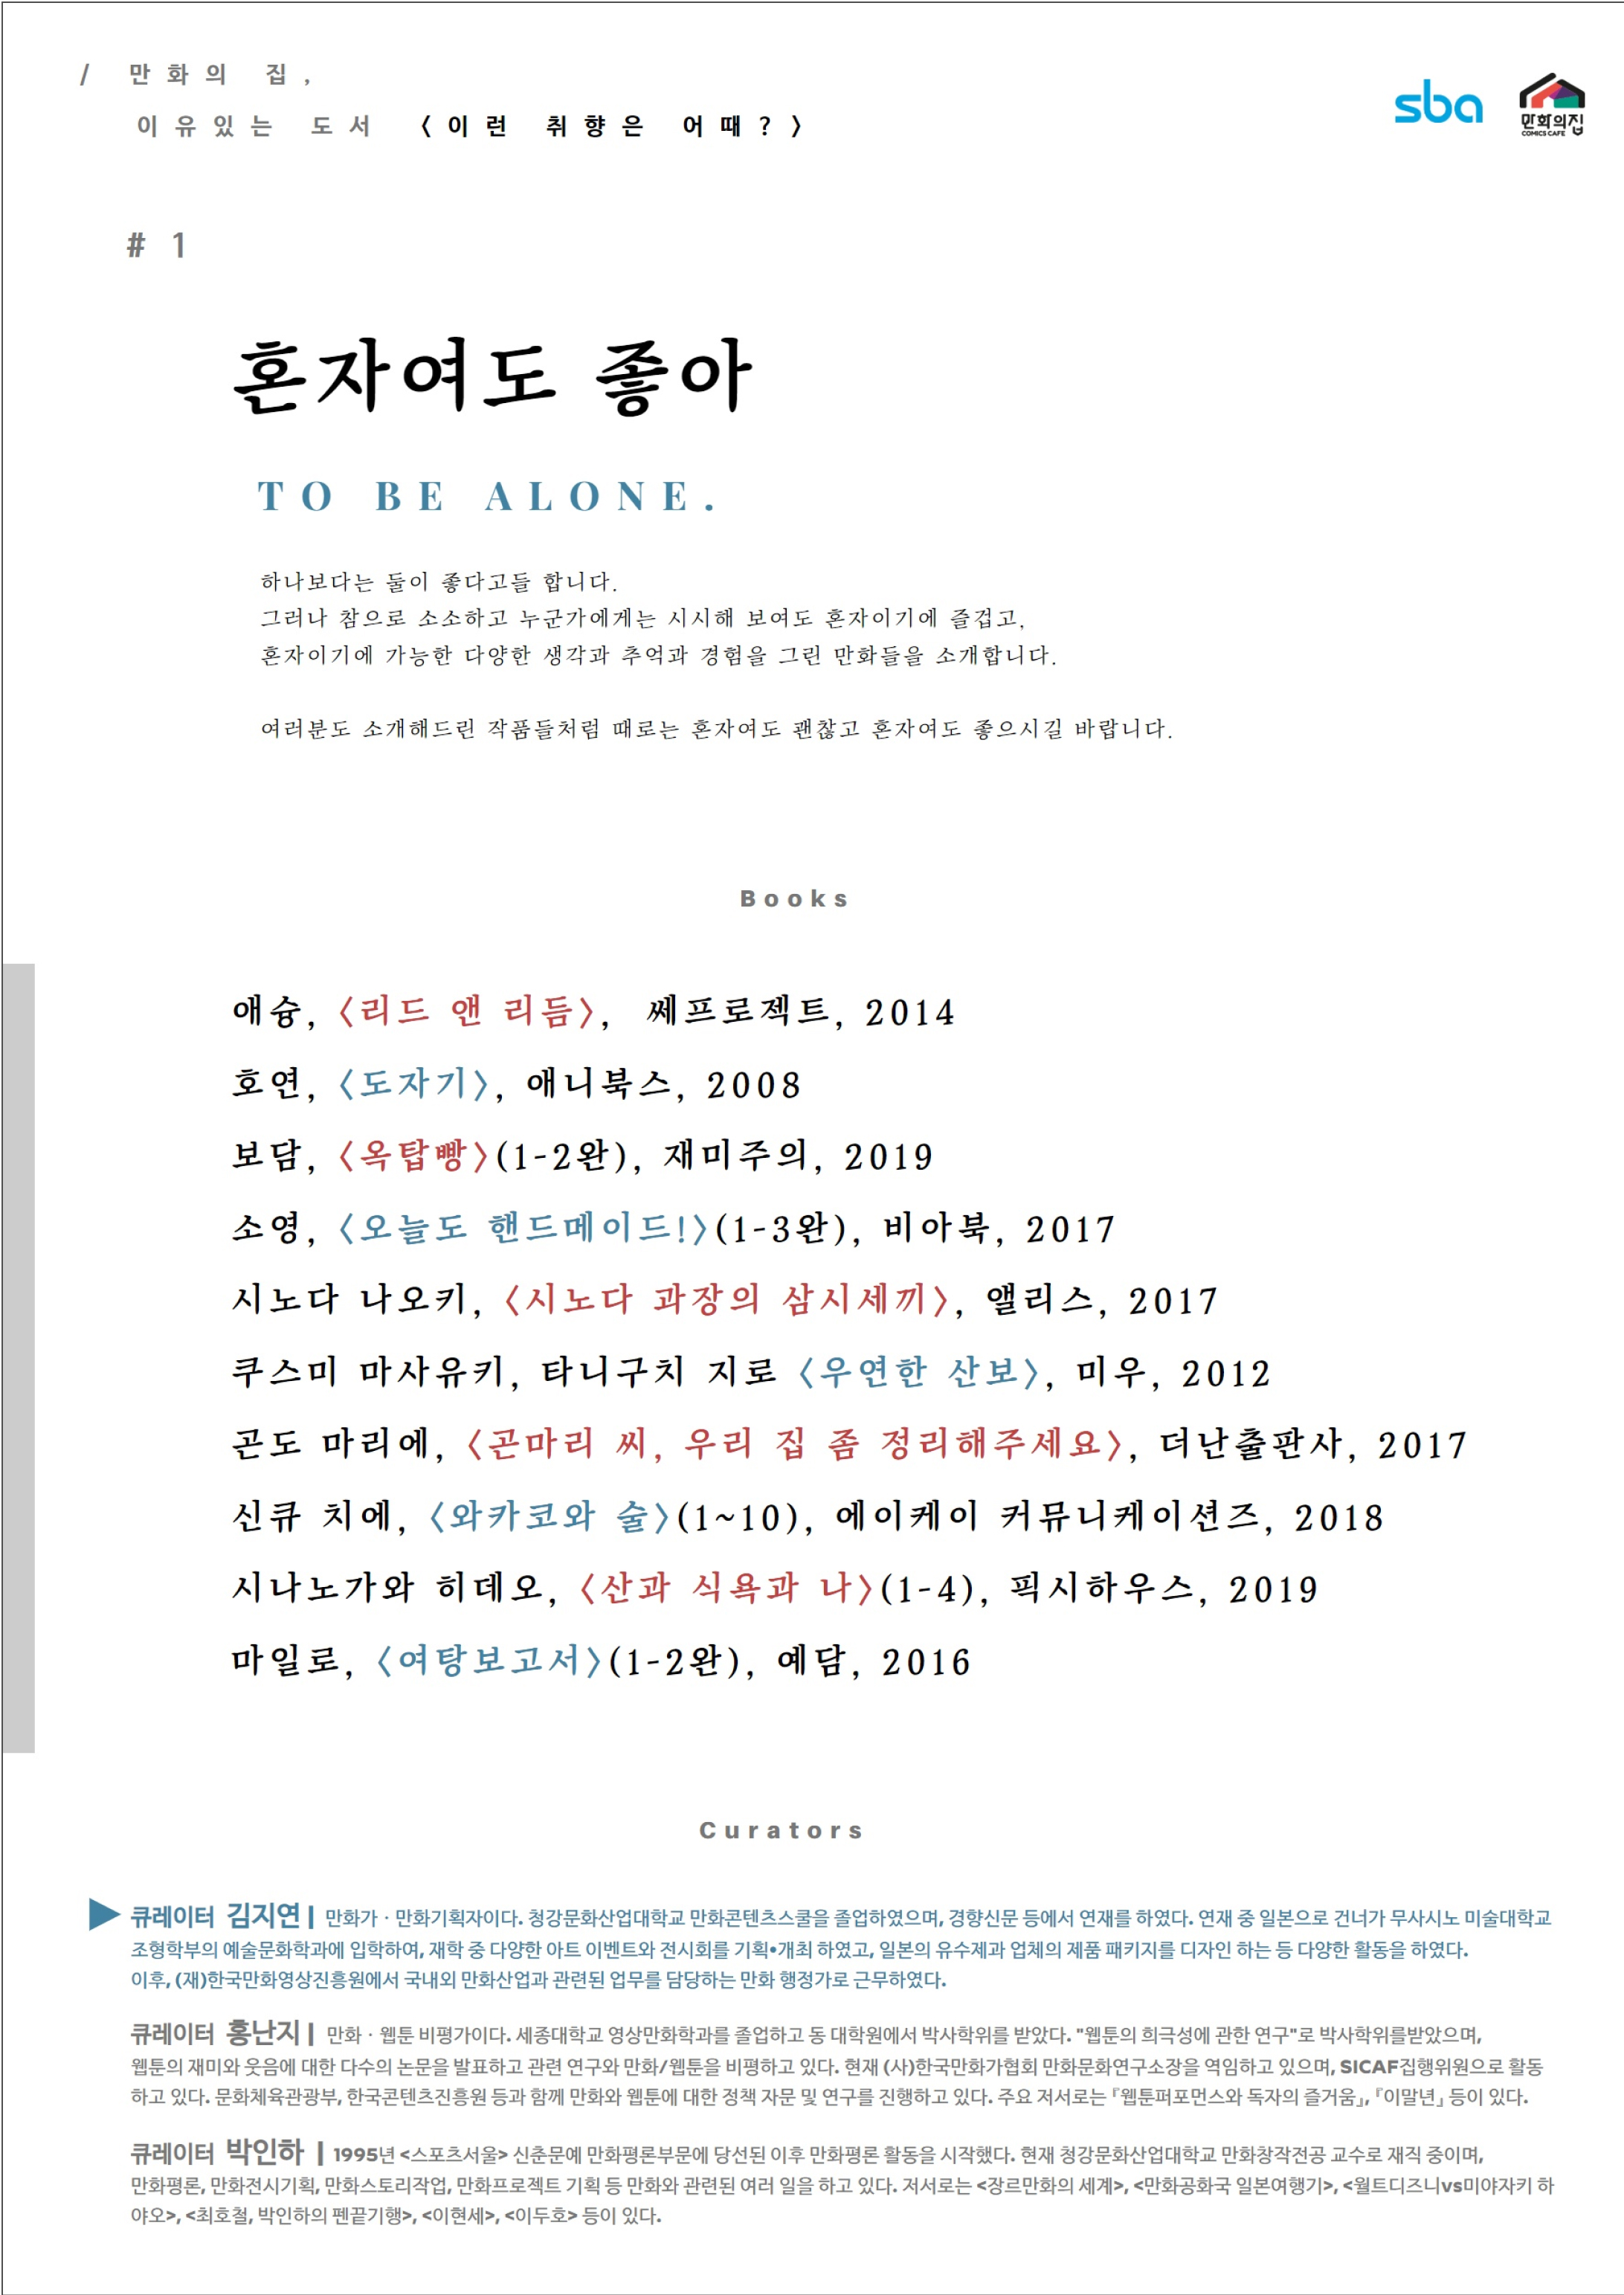 / 만화의 집,
이유있는 도서 〈이런 취향은 어때?〉
sba
만화의집
COMICS CAFE
# 1
혼자여도 좋아
TO BE ALONE.
하나보다는 둘이 좋다고들 합니다.
그러나 참으로 소소하고 누군가에게는 시시해 보여도 혼자이기에 즐겁고,
혼자이기에 가능한 다양한 생각과 추억과 경험을 그린 만화들을 소개합니다.
여러분도 소개해드린 작품들처럼 때로는 혼자여도 괜찮고 혼자여도 좋으시길 바랍니다.
Books
애슝, 〈리드 앤 리듬〉, 쎄프로젝트, 2014
호연, 〈도자기〉, 애니북스, 2008
보담, 〈옥탑빵〉(1-2완), 재미주의, 2019
소영, 〈오늘도 핸드메이드!〉(1-3완), 비아북, 2017
시노다 나오키, 〈시노다 과장의 삼시세끼〉, 앨리스, 2017
쿠스미 마사유키, 타니구치 지로 〈우연한 산보〉, 미우, 2012
곤도 마리에, 〈곤마리 씨, 우리 집 좀 정리해주세요〉, 더난출판사, 2017
신큐 치에, 〈와카코와 술〉(1~10), 에이케이 커뮤니케이션즈, 2018
시나노가와 히데오, 〈산과 식욕과 나〉(1-4), 픽시하우스, 2019
마일로, 〈여탕보고서〉(1-2완), 예담, 2016
Curators
▶ 큐레이터 김지연 | 만화가 · 만화기획자이다. 청강문화산업대학교 만화콘텐츠스쿨을 졸업하였으며, 경향신문 등에서 연재를 하였다. 연재 중 일본으로 건너가 무사시노 미술대학교
조형학부의 예술문화학과에 입학하여, 재학 중 다양한 아트 이벤트와 전시회를 기획•개최 하였고, 일본의 유수제과 업체의 제품 패키지를 디자인 하는 등 다양한 활동을 하였다.
이후, (재)한국만화영상진흥원에서 국내외 만화산업과 관련된 업무를 담당하는 만화 행정가로 근무하였다.
큐레이터 홍난지 | 만화 · 웹툰 비평가이다. 세종대학교 영상만화학과를 졸업하고 동 대학원에서 박사학위를 받았다. "웹툰의 희극성에 관한 연구"로 박사학위를받았으며,
웹툰의 재미와 웃음에 대한 다수의 논문을 발표하고 관련 연구와 만화/웹툰을 비평하고 있다. 현재 (사)한국만화가협회 만화문화연구소장을 역임하고 있으며, SICAF집행위원으로 활동
하고 있다. 문화체육관광부, 한국콘텐츠진흥원 등과 함께 만화와 웹툰에 대한 정책 자문 및 연구를 진행하고 있다. 주요 저서로는 『웹툰퍼포먼스와 독자의 즐거움』, 『이말년』 등이 있다.
큐레이터 박인하 | 1995년 <스포츠서울> 신춘문예 만화평론부문에 당선된 이후 만화평론 활동을 시작했다. 현재 청강문화산업대학교 만화창작전공 교수로 재직 중이며,
만화평론, 만화전시기획, 만화스토리작업, 만화프로젝트 기획 등 만화와 관련된 여러 일을 하고 있다. 저서로는 <장르만화의 세계>, <만화공화국 일본여행기>, <월트디즈니vs미야자키 하
야오>, <최호철, 박인하의 펜끝기행>, <이현세>, <이두호> 등이 있다.